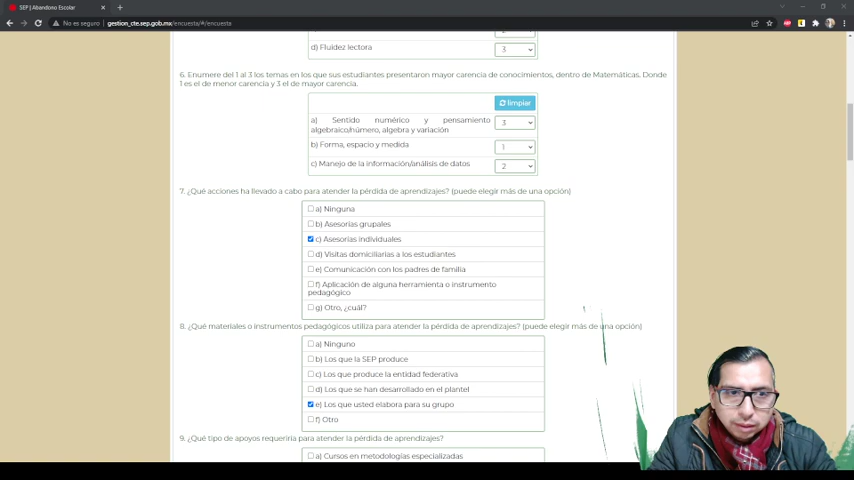 SEP | Abandono Escolar
No es seguro | gestion_cte.sep.gob.mx/encuesta/#/encuesta
2
d) Fluidez lectora
3
6. Enumere del 1 al 3 los temas en los que sus estudiantes presentaron mayor carencia de conocimientos, dentro de Matemáticas. Donde
1 es el de menor carencia y 3 el de mayor carencia.
limpiar
a) Sentido numérico y pensamiento
algebraico/número, algebra y variación
3
b) Forma, espacio y medida
1
c) Manejo de la información/análisis de datos
2
7. ¿Qué acciones ha llevado a cabo para atender la pérdida de aprendizajes? (puede elegir más de una opción)
a) Ninguna
b) Asesorías grupales
c) Asesorías individuales
d) Visitas domiciliarias a los estudiantes
e) Comunicación con los padres de familia
f) Aplicación de alguna herramienta o instrumento
pedagógico
g) Otro, ¿cuál?
8. ¿Qué materiales o instrumentos pedagógicos utiliza para atender la pérdida de aprendizajes? (puede elegir más de una opción)
a) Ninguno
b) Los que la SEP produce
c) Los que produce la entidad federativa
d) Los que se han desarrollado en el plantel
e) Los que usted elabora para su grupo
f) Otro
9. ¿Qué tipo de apoyos requeriría para atender la pérdida de aprendizajes?
a) Cursos en metodologías especializadas